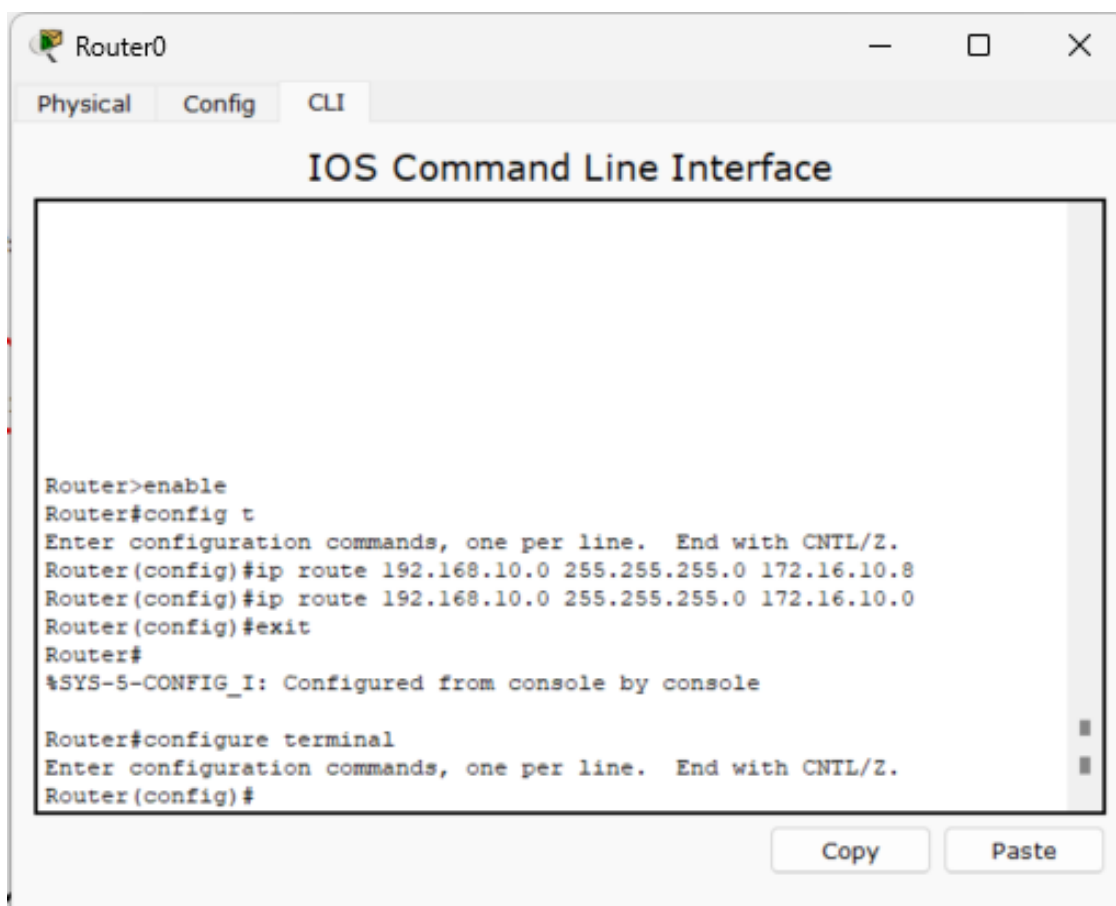 Router0
Physical Config CLI
IOS Command Line Interface
Router>enable
Router#config t
Enter configuration commands, one per line.  End with CNTL/Z.
Router(config)#ip route 192.168.10.0 255.255.255.0 172.16.10.8
Router(config)#ip route 192.168.10.0 255.255.255.0 172.16.10.0
Router(config)#exit
Router#
%SYS-5-CONFIG_I: Configured from console by console
Router#configure terminal
Enter configuration commands, one per line.  End with CNTL/Z.
Router(config)#
Copy Paste